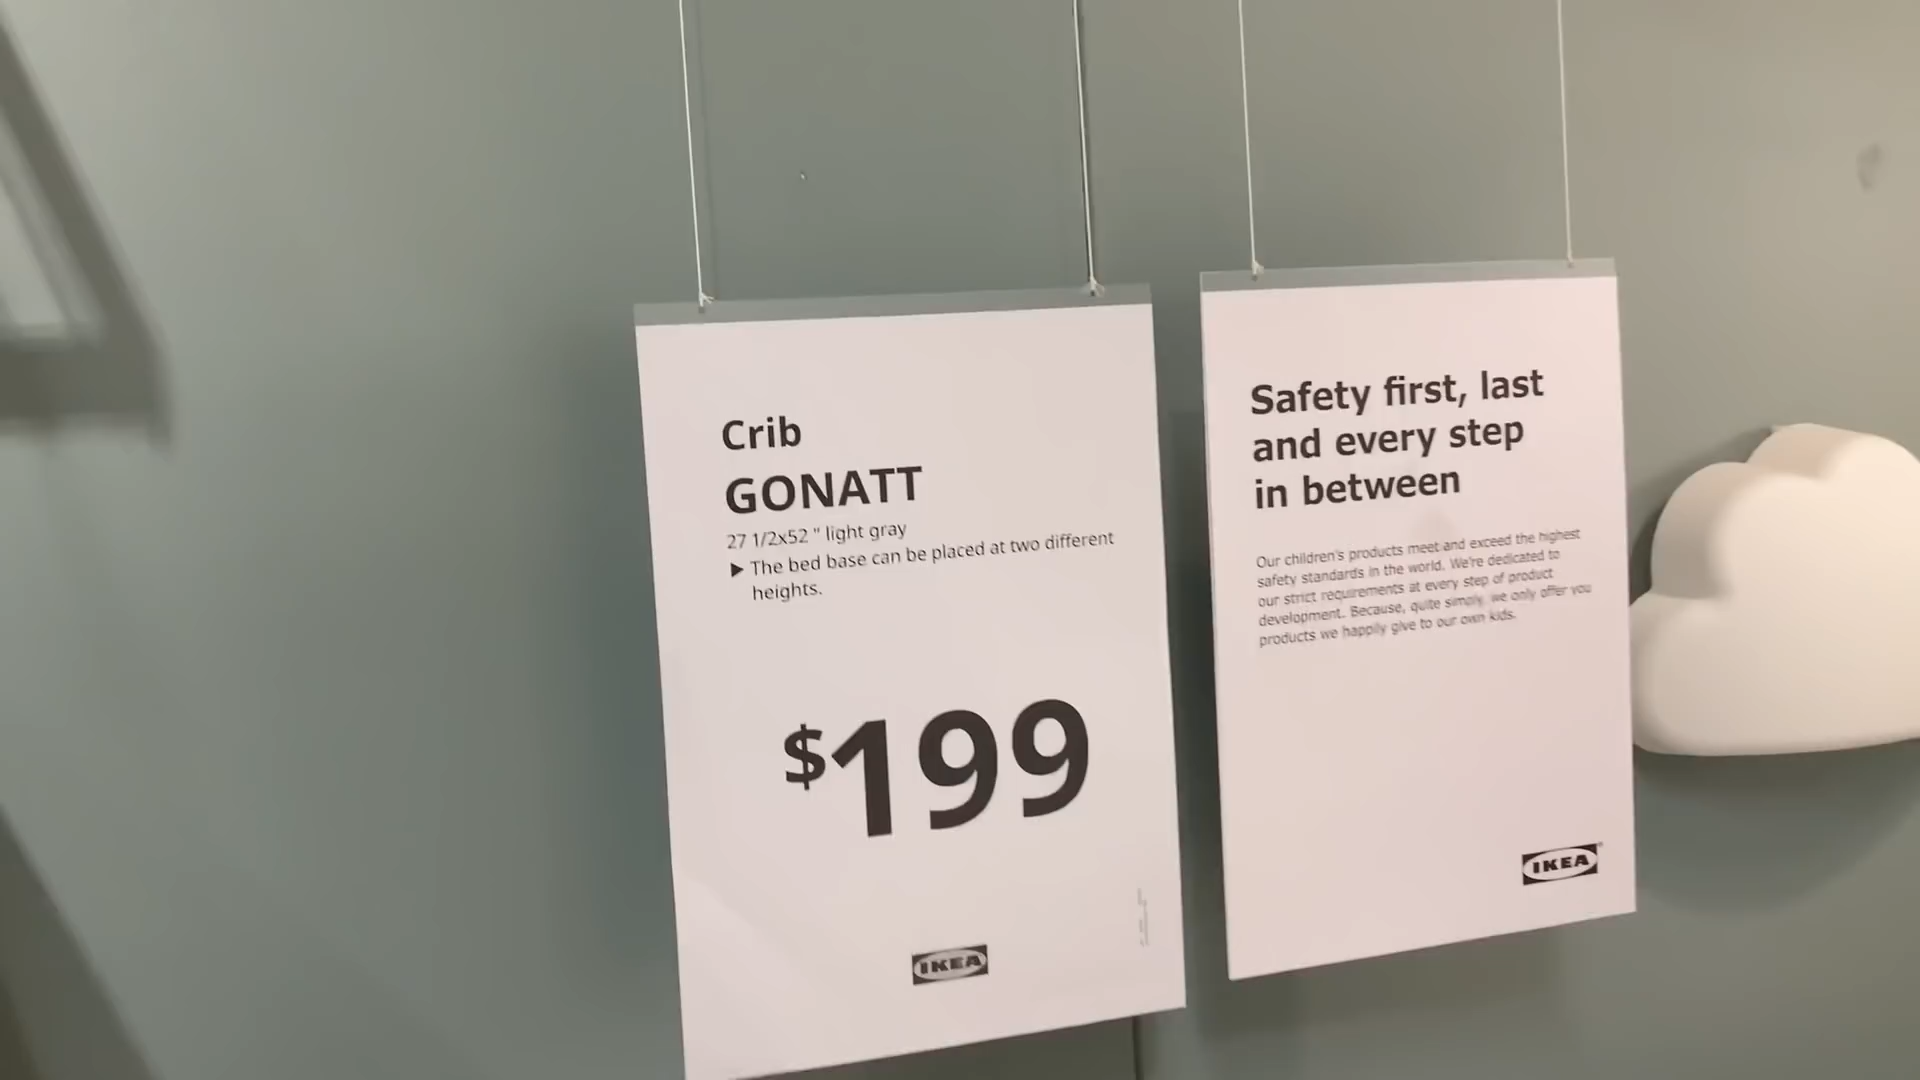 Crib
GONATT
27 1/2x52 " light gray
▶ The bed base can be placed at two different
heights.
$199
IKEA
Safety first, last
and every step
in between
Our children's products meet and exceed the highest
safety standards in the world. We're dedicated to
our strict requirements at every step of product
development. Because, quite simply, we only offer you
products we happily give to our own kids.
IKEA